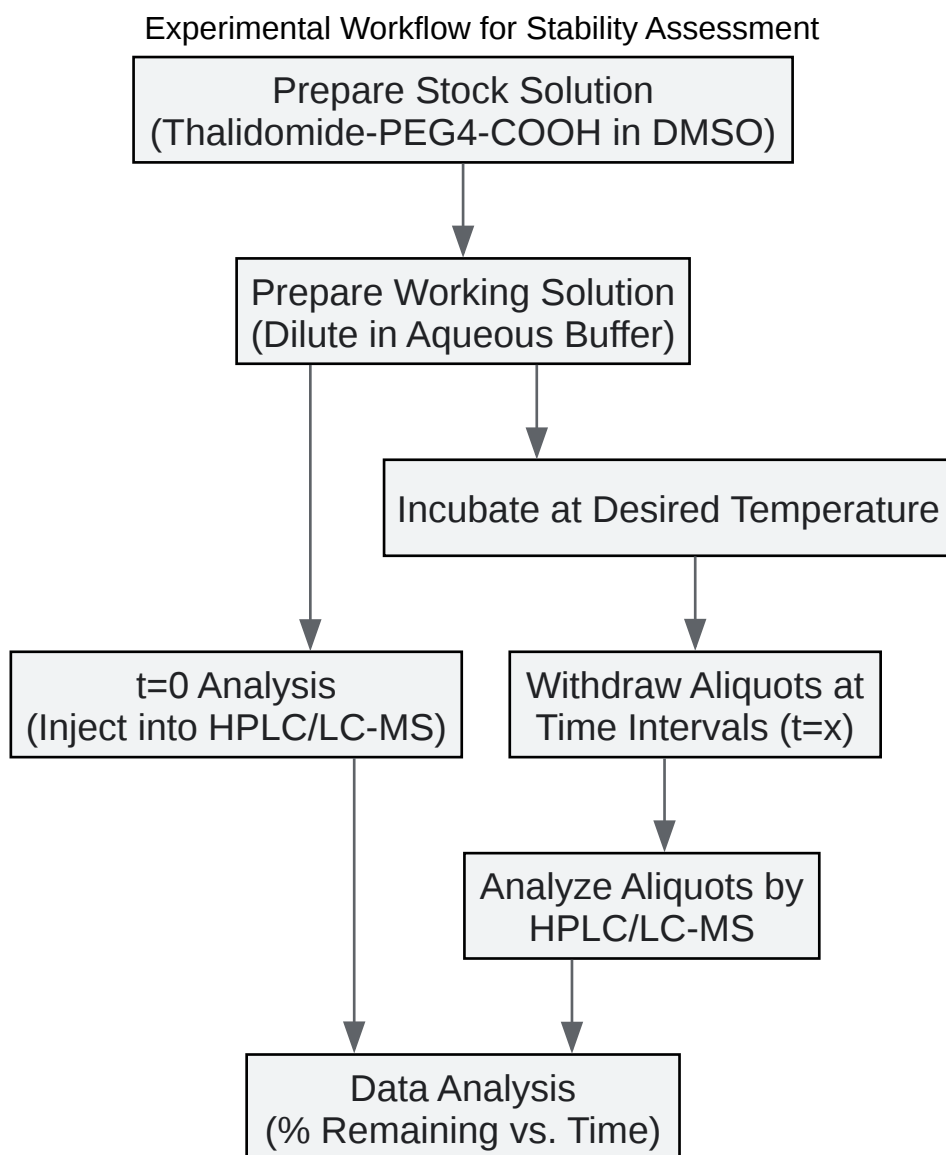 Experimental Workflow for Stability Assessment
Prepare Stock Solution
(Thalidomide-PEG4-COOH in DMSO)
Prepare Working Solution
(Dilute in Aqueous Buffer)
Incubate at Desired Temperature
t=0 Analysis
(Inject into HPLC/LC-MS)
Withdraw Aliquots at
Time Intervals (t=x)
Analyze Aliquots by
HPLC/LC-MS
Data Analysis
(% Remaining vs. Time)